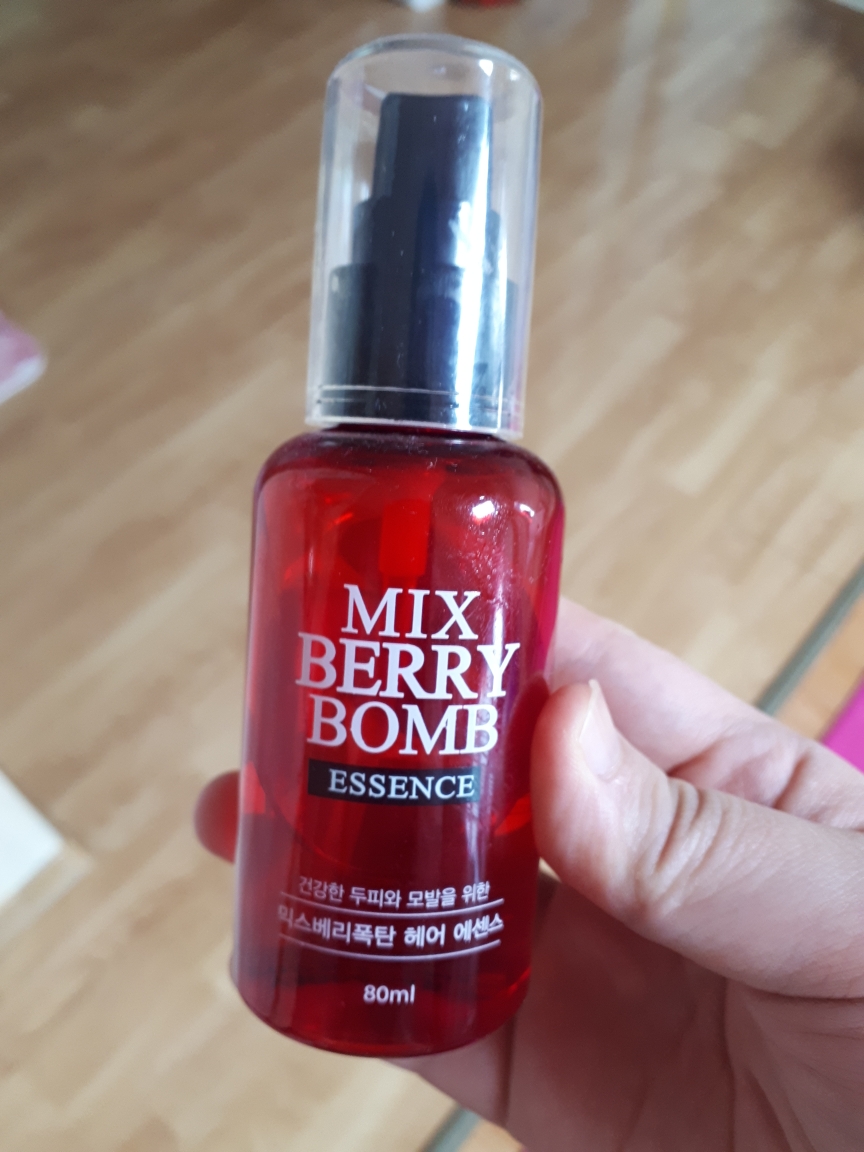 MIX
BERRY
BOMB
ESSENCE
건강한 두피와 모발을 위한
믹스베리폭탄 헤어 에센스
80ml